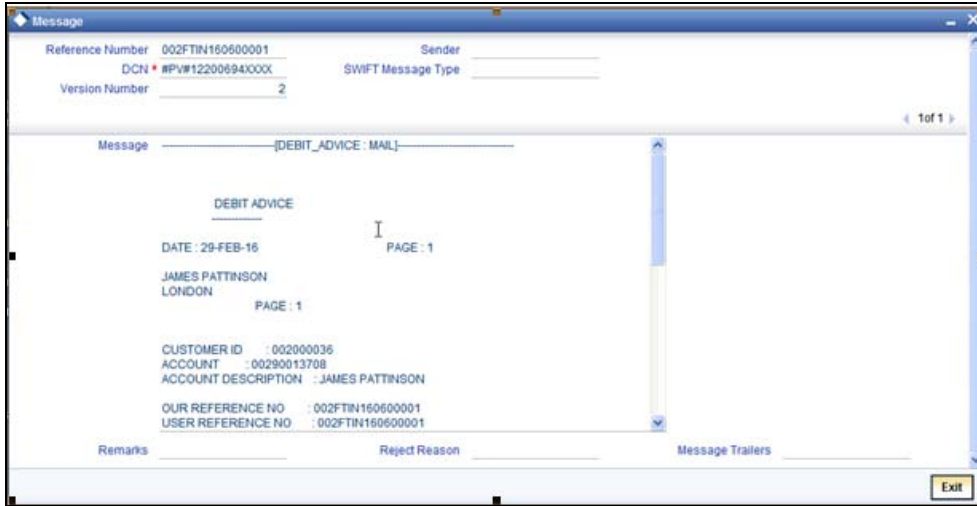 Message
Reference Number 002FTIN160600001 Sender
DCN * #PV#12200694XXXX SWIFT Message Type
Version Number 2
1of 1
Message ------------------------------[DEBIT_ADVICE : MAIL]------------------------------
DEBIT ADVICE
-------------
DATE : 29-FEB-16 PAGE : 1
JAMES PATTINSON
LONDON
PAGE : 1
CUSTOMER ID : 002000036
ACCOUNT : 00290013708
ACCOUNT DESCRIPTION : JAMES PATTINSON
OUR REFERENCE NO : 002FTIN160600001
USER REFERENCE NO : 002FTIN160600001
Remarks Reject Reason Message Trailers
Exit